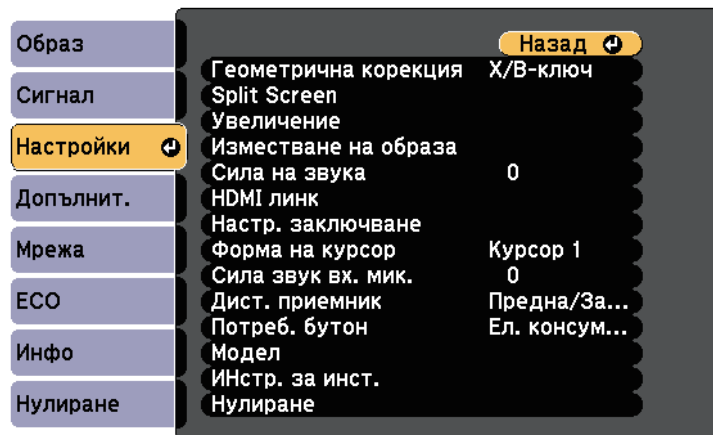 Образ
Сигнал
Настройки
Допълнит.
Мрежа
ECO
Инфо
Нулиране
Назад
Геометрична корекция Х/В-ключ
Split Screen
Увеличение
Изместване на образа
Сила на звука 0
HDMI линк
Настр. заключване
Форма на курсор Курсор 1
Сила звук вх. мик. 0
Дист. приемник Предна/За...
Потреб. бутон Ел. консум...
Модел
ИНстр. за инст.
Нулиране